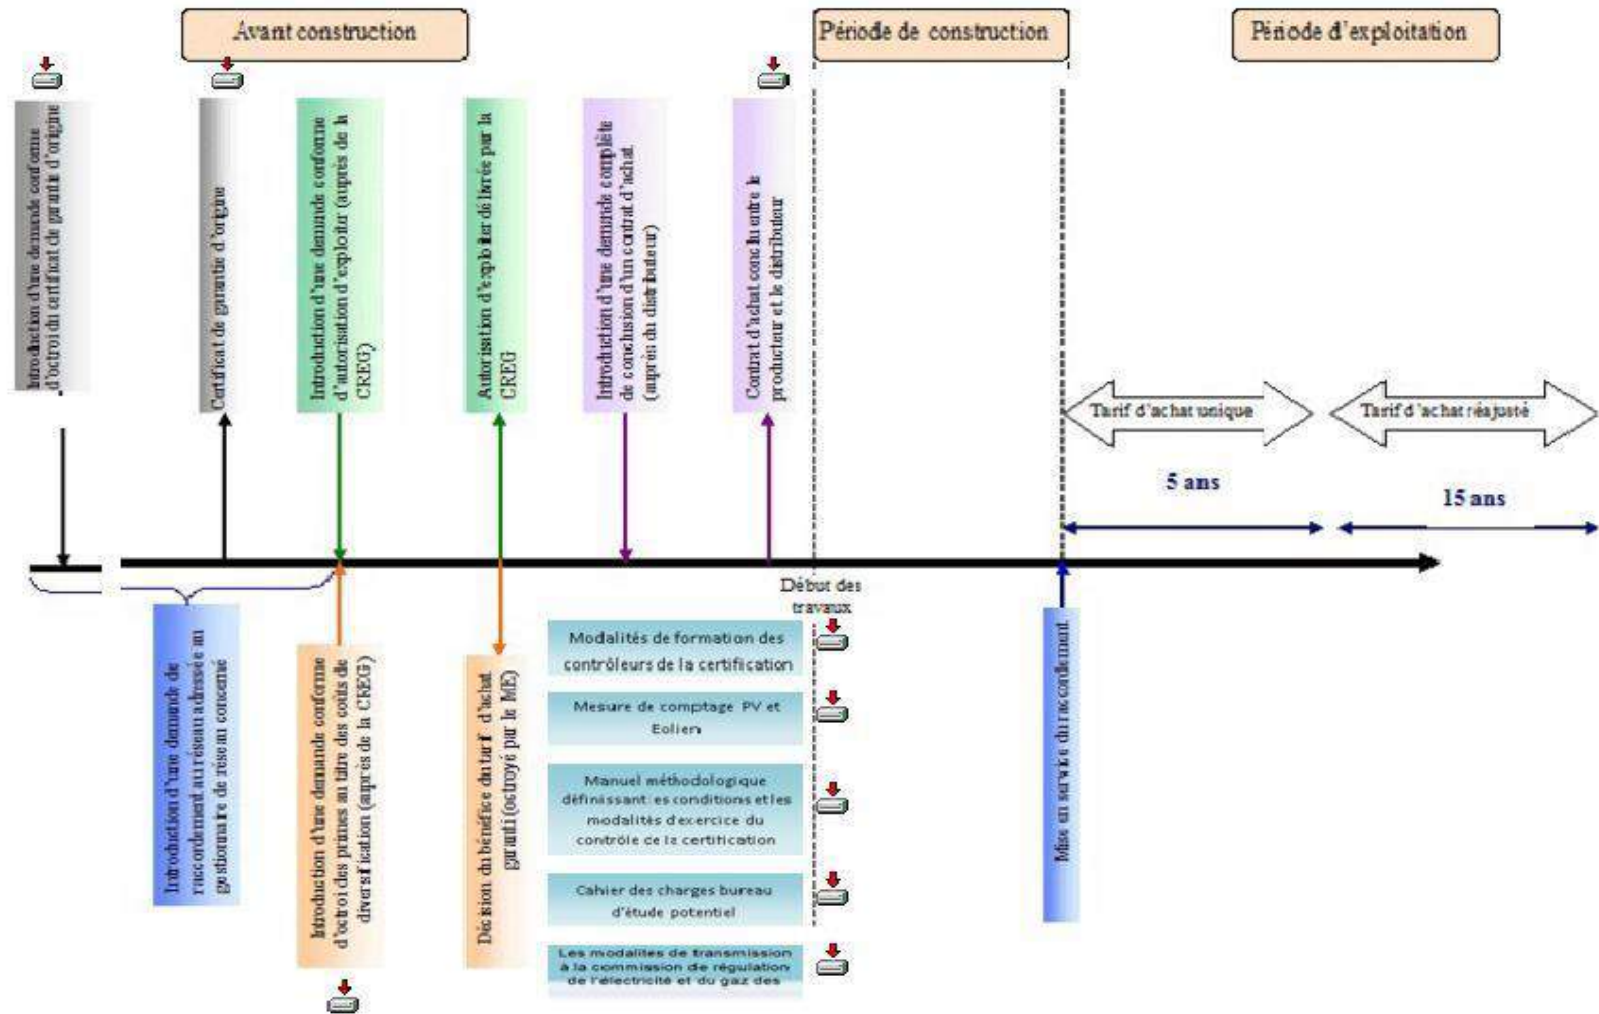 Avant construction
Période de construction
Période d'exploitation
Introduction d'une demande conforme
d'octroi du certificat de garantie d'origine
Certificat de garantie d'origine
Introduction d'une demande conforme
d'autorisation d'exploiter (auprès de la
CREG)
Autorisation d'exploiter délivrée par la
CREG
Introduction d'une demande complète
de conclusion d'un contrat d'achat
(auprès du distributeur)
Contrat d'achat conclu entre le
producteur et le distributeur
Tarif d'achat unique
Tarif d'achat réajusté
5 ans
15 ans
Début des
travaux
Introduction d'une demande de
raccordement au réseau adressée au
gestionnaire de réseau concerné
Introduction d'une demande conforme
d'octroi des primes au titre des coûts de
diversification (auprès de la CREG)
Décision du bénéfice du tarif d'achat
garanti (octroyé par le ME)
Modalités de formation des
contrôleurs de la certification
Mesure de comptage PV et
Eolien
Manuel méthodologique
définissant les conditions et les
modalités d'exercice du
contrôle de la certification
Cahier des charges bureau
d'étude potentiel
Les modalites de transmission
à la commission de régulation
de l'électricité et du gaz des
Mise en service du raccordement